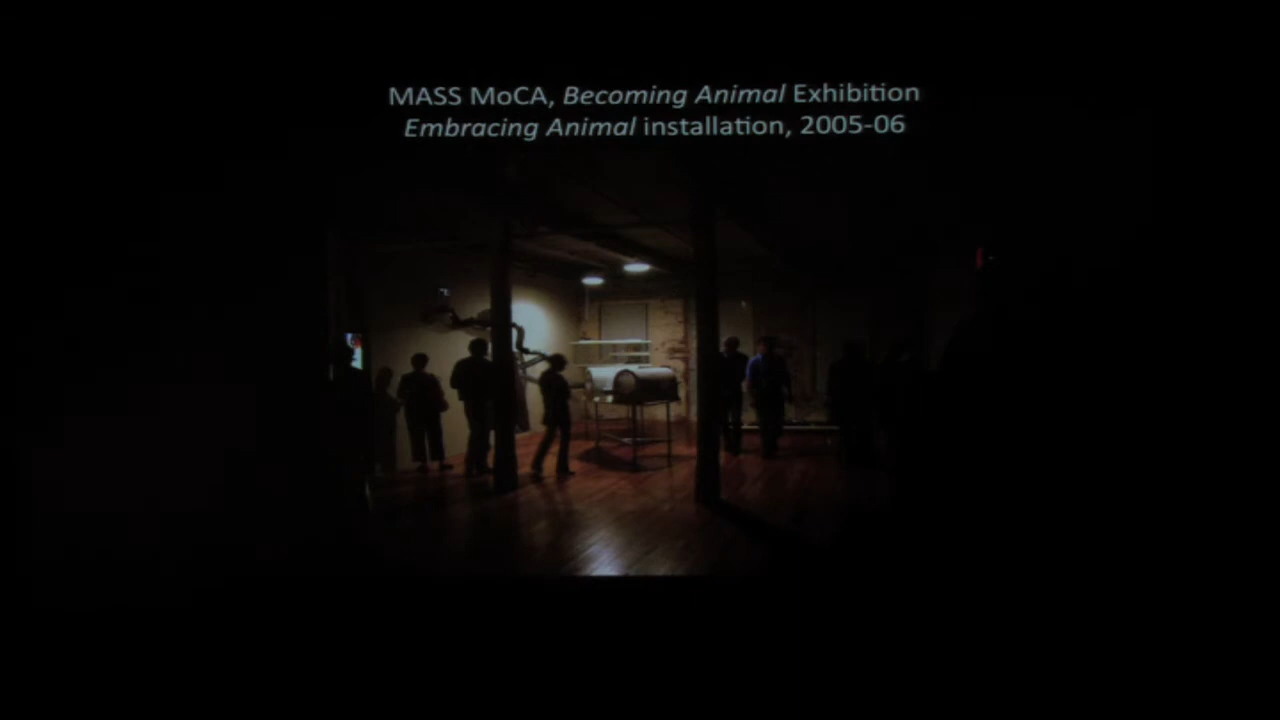 MASS MoCA, Becoming Animal Exhibition
Embracing Animal installation, 2005-06